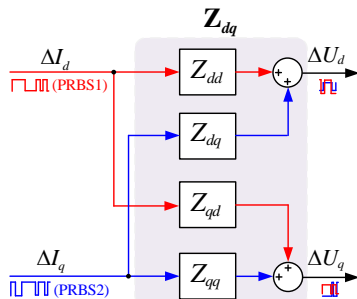 Z_dq
ΔI_d
(PRBS1)
Z_dd
+
+
ΔU_d
Z_dq
Z_qd
ΔI_q
(PRBS2)
Z_qq
+
+
ΔU_q